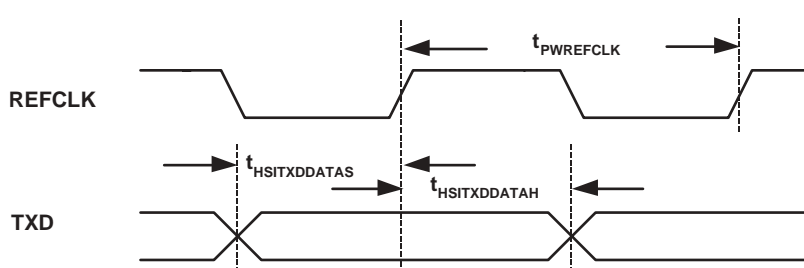 tPWREFCLK
REFCLK
tHSITXDDATAS
tHSITXDDATAH
TXD